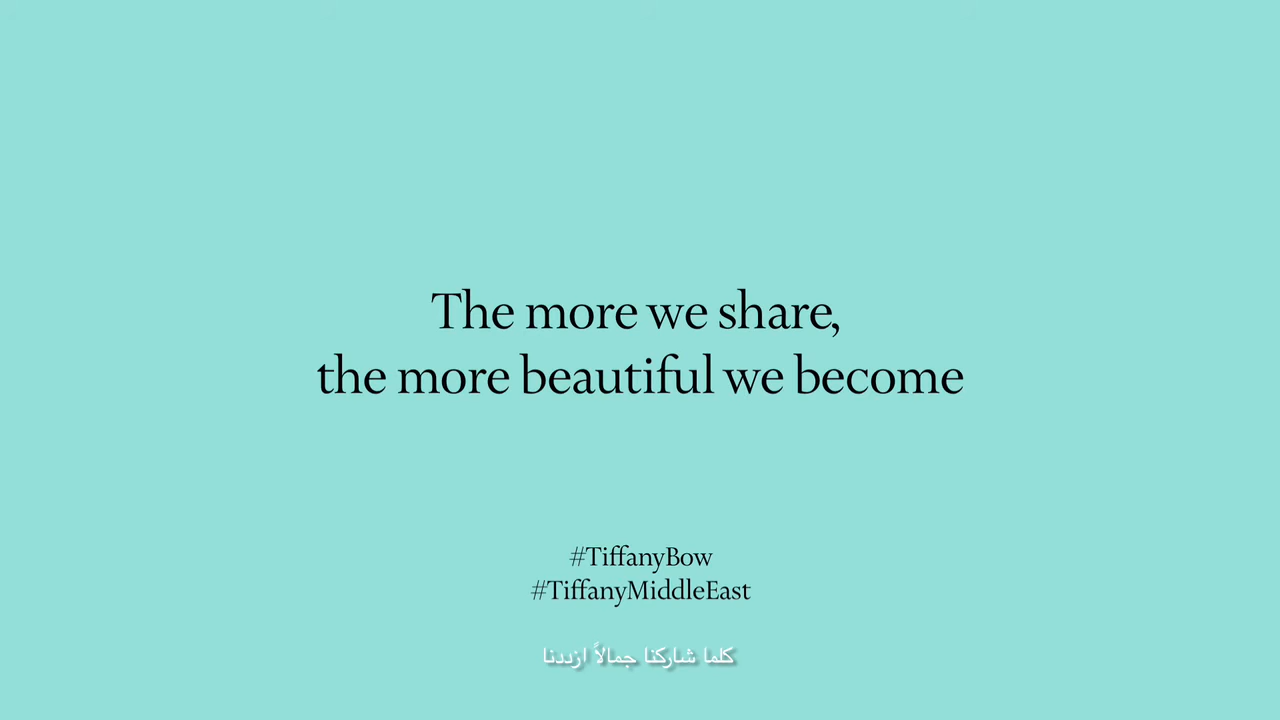 The more we share,
the more beautiful we become
#TiffanyBow
#TiffanyMiddleEast
كلما شاركنا جمالاً ازددنا